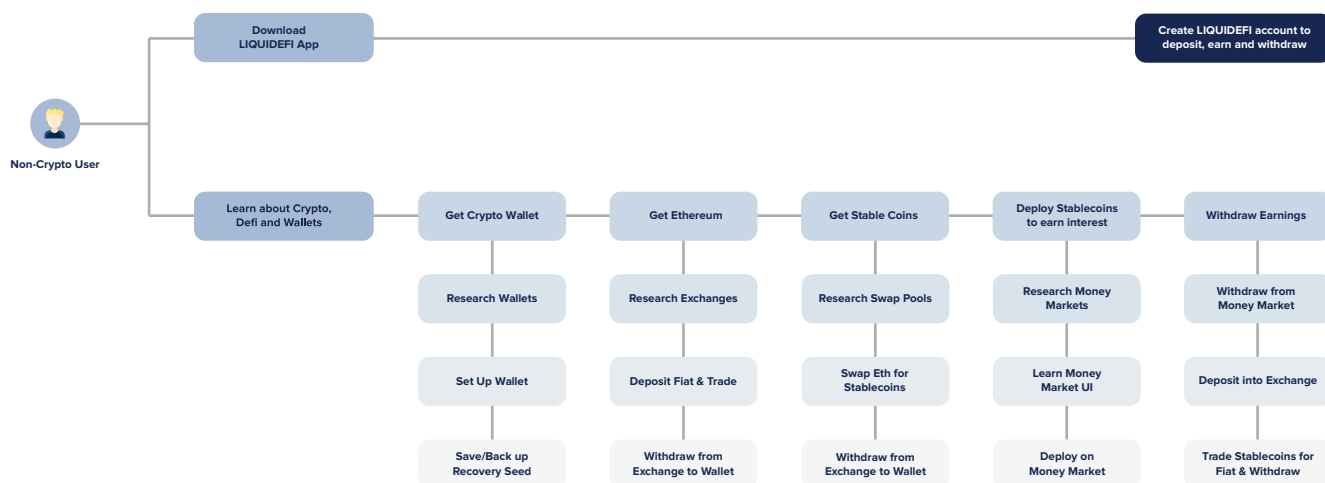 Download
LIQUIDEFI App
Create LIQUIDEFI account to
deposit, earn and withdraw
Non-Crypto User
Learn about Crypto,
Defi and Wallets
Get Crypto Wallet
Get Ethereum
Get Stable Coins
Deploy Stablecoins
to earn interest
Withdraw Earnings
Research Wallets
Research Exchanges
Research Swap Pools
Research Money
Markets
Withdraw from
Money Market
Set Up Wallet
Deposit Fiat & Trade
Swap Eth for
Stablecoins
Learn Money
Market UI
Deposit into Exchange
Save/Back up
Recovery Seed
Withdraw from
Exchange to Wallet
Withdraw from
Exchange to Wallet
Deploy on
Money Market
Trade Stablecoins for
Fiat & Withdraw